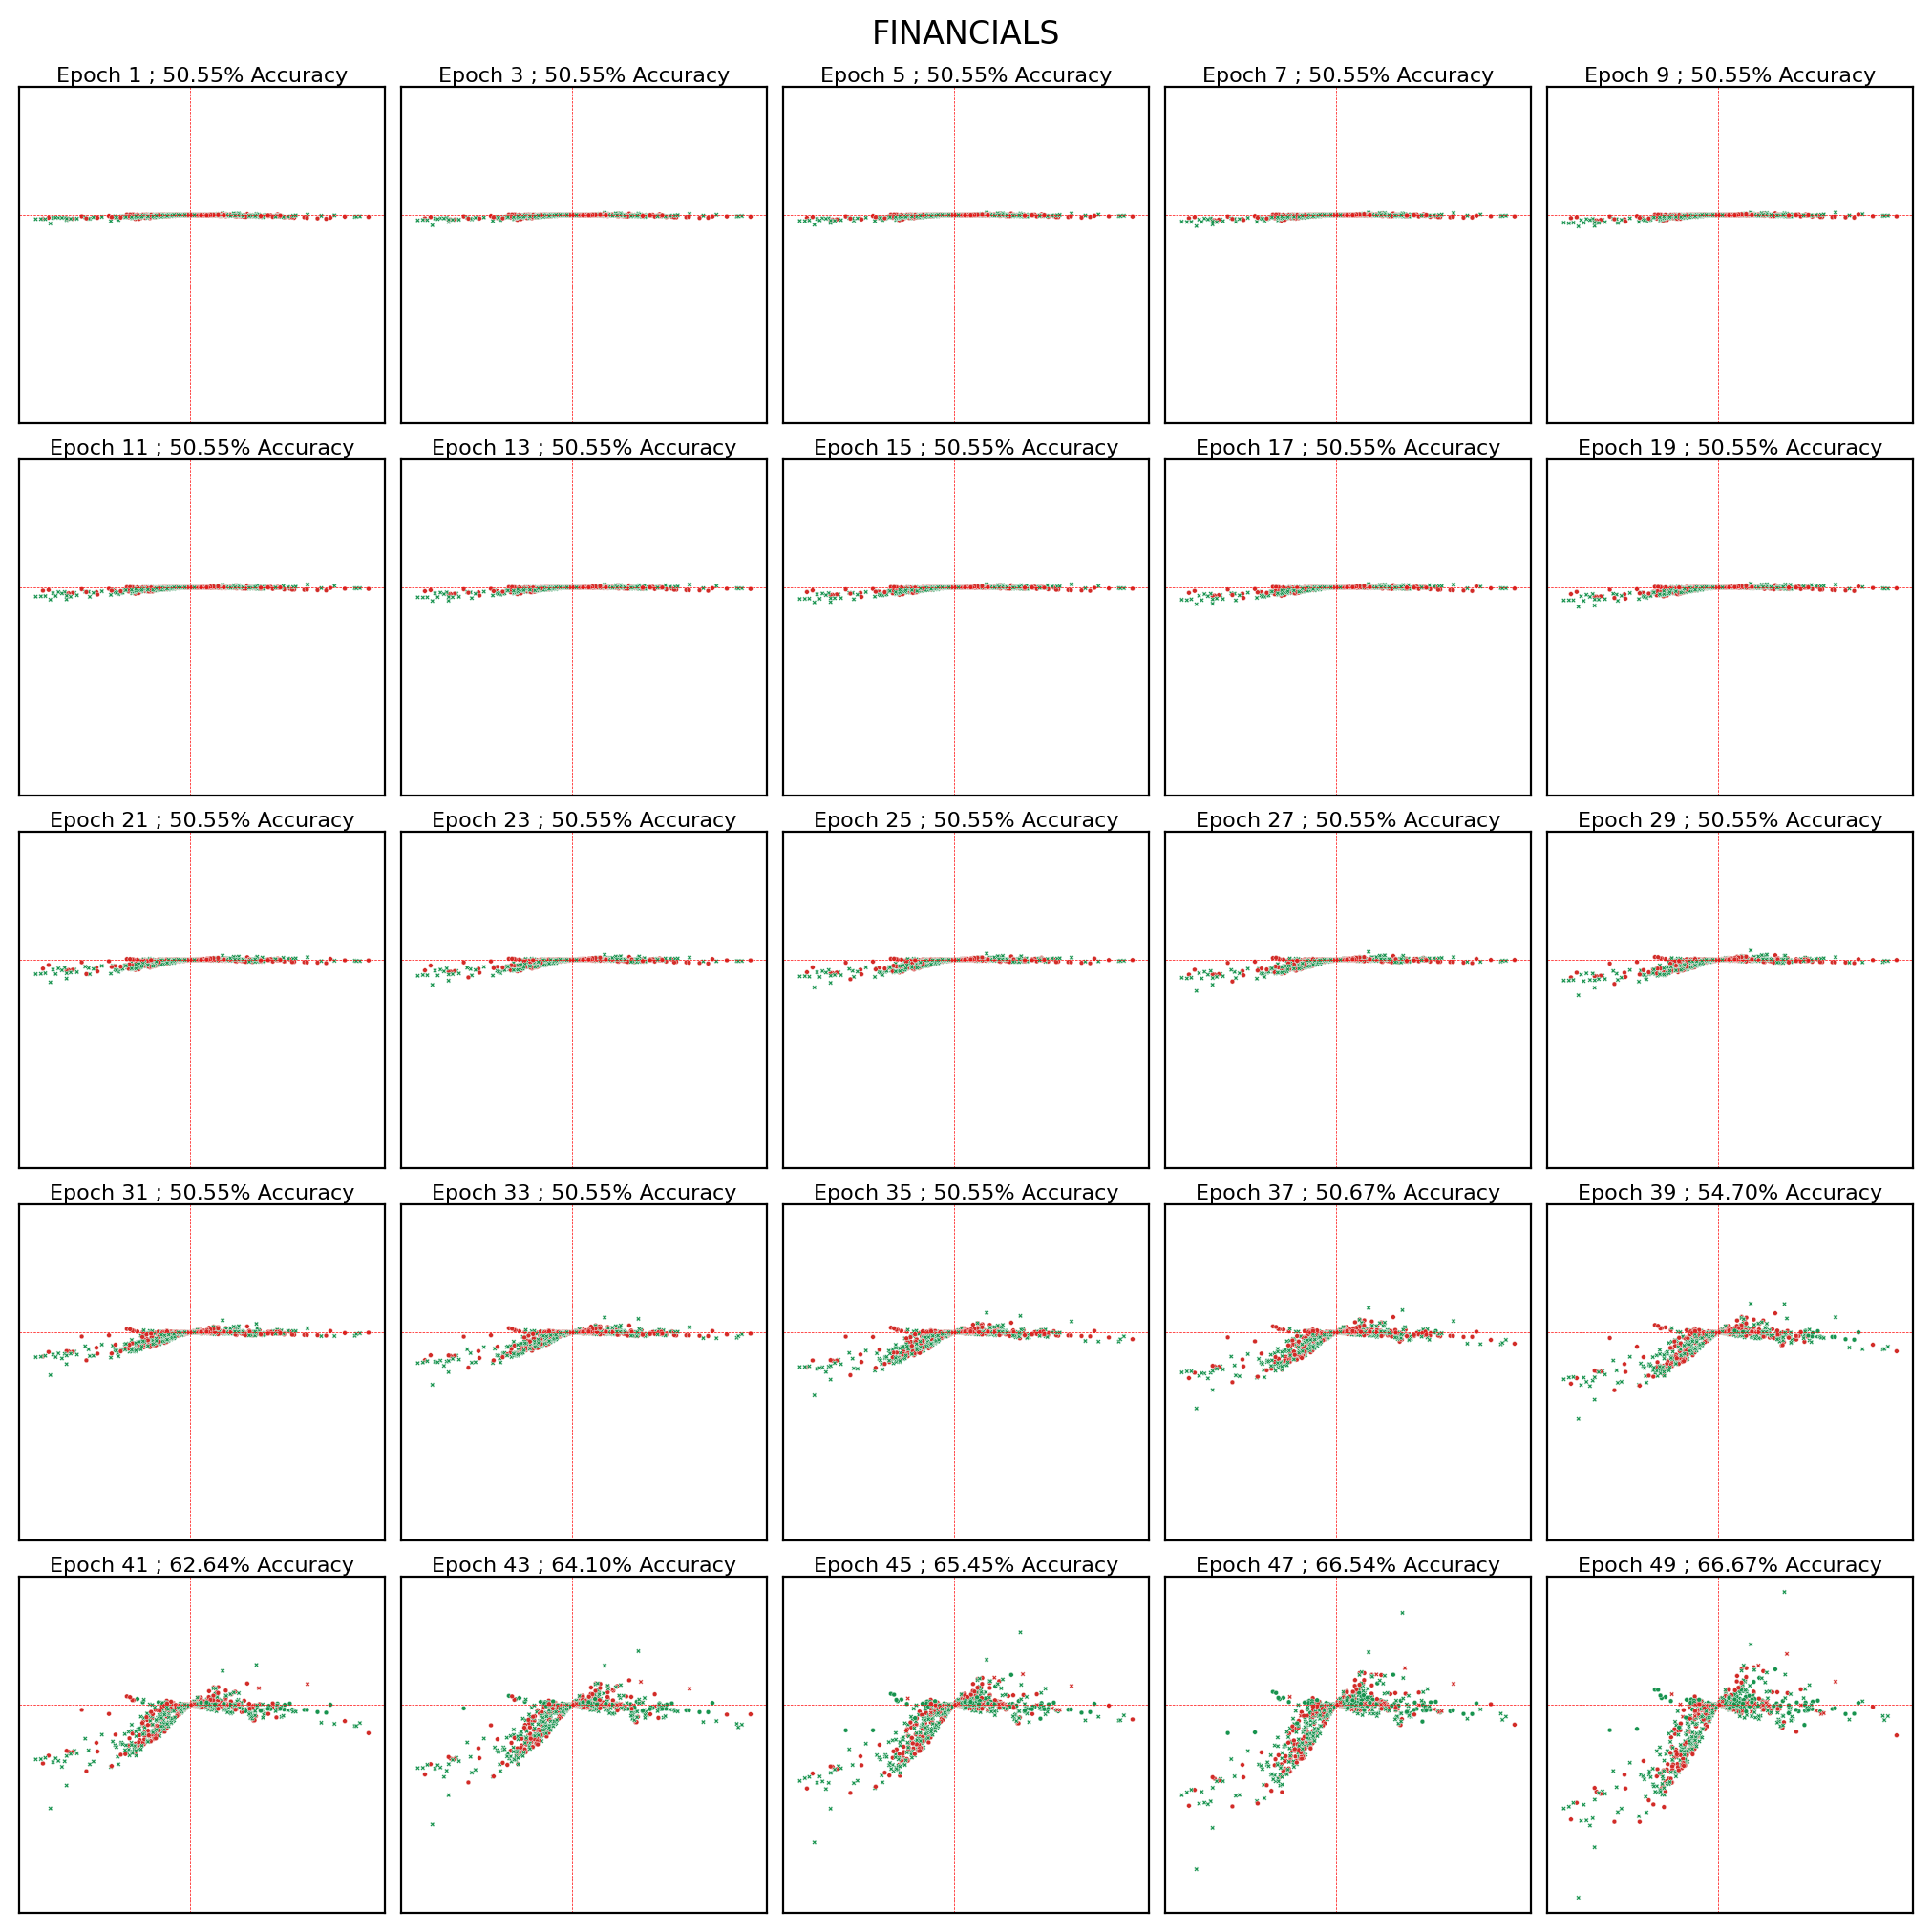 FINANCIALS
Epoch 1 ; 50.55% Accuracy
Epoch 3 ; 50.55% Accuracy
Epoch 5 ; 50.55% Accuracy
Epoch 7 ; 50.55% Accuracy
Epoch 9 ; 50.55% Accuracy
Epoch 11 ; 50.55% Accuracy
Epoch 13 ; 50.55% Accuracy
Epoch 15 ; 50.55% Accuracy
Epoch 17 ; 50.55% Accuracy
Epoch 19 ; 50.55% Accuracy
Epoch 21 ; 50.55% Accuracy
Epoch 23 ; 50.55% Accuracy
Epoch 25 ; 50.55% Accuracy
Epoch 27 ; 50.55% Accuracy
Epoch 29 ; 50.55% Accuracy
Epoch 31 ; 50.55% Accuracy
Epoch 33 ; 50.55% Accuracy
Epoch 35 ; 50.55% Accuracy
Epoch 37 ; 50.67% Accuracy
Epoch 39 ; 54.70% Accuracy
Epoch 41 ; 62.64% Accuracy
Epoch 43 ; 64.10% Accuracy
Epoch 45 ; 65.45% Accuracy
Epoch 47 ; 66.54% Accuracy
Epoch 49 ; 66.67% Accuracy